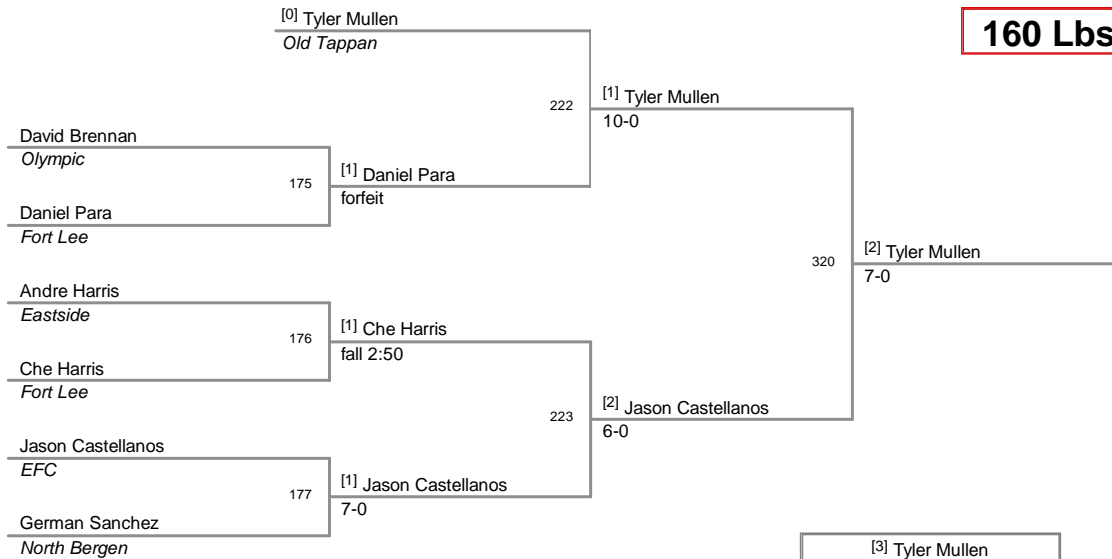 [0] Tyler Mullen
Old Tappan
160 Lbs
222
[1] Tyler Mullen
10-0
David Brennan
Olympic
175
[1] Daniel Para
forfeit
Daniel Para
Fort Lee
320
[2] Tyler Mullen
7-0
Andre Harris
Eastside
176
[1] Che Harris
fall 2:50
Che Harris
Fort Lee
223
[2] Jason Castellanos
6-0
Jason Castellanos
EFC
177
[1] Jason Castellanos
7-0
German Sanchez
North Bergen
[3] Tyler Mullen